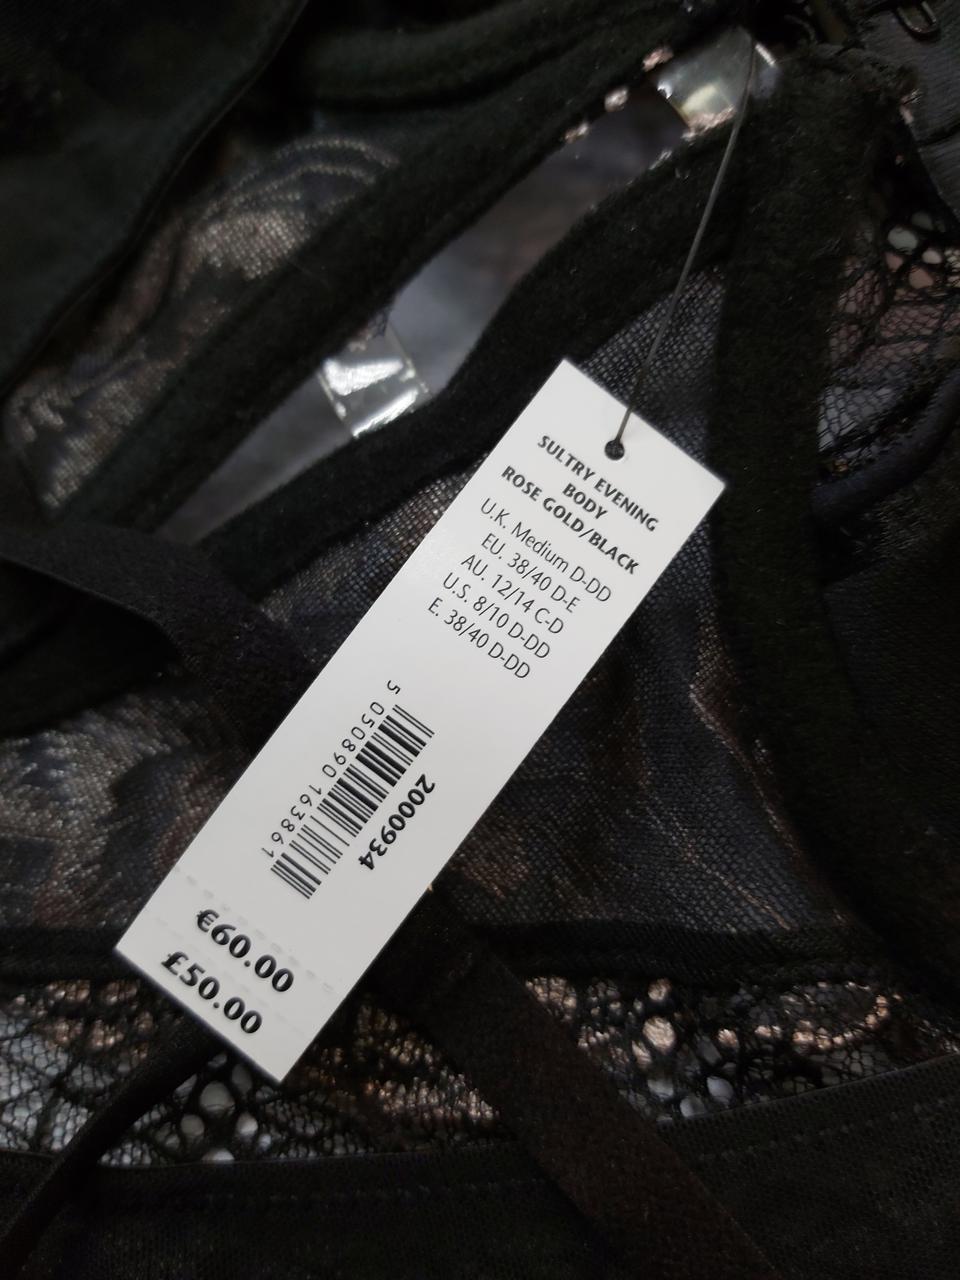 SULTRY EVENING
BODY
ROSE GOLD/BLACK
U.K. Medium D-DD
EU. 38/40 D-E
AU. 12/14 C-D
U.S. 8/10 D-DD
E. 38/40 D-DD
5 050890 163861
2000934
€60.00
£50.00